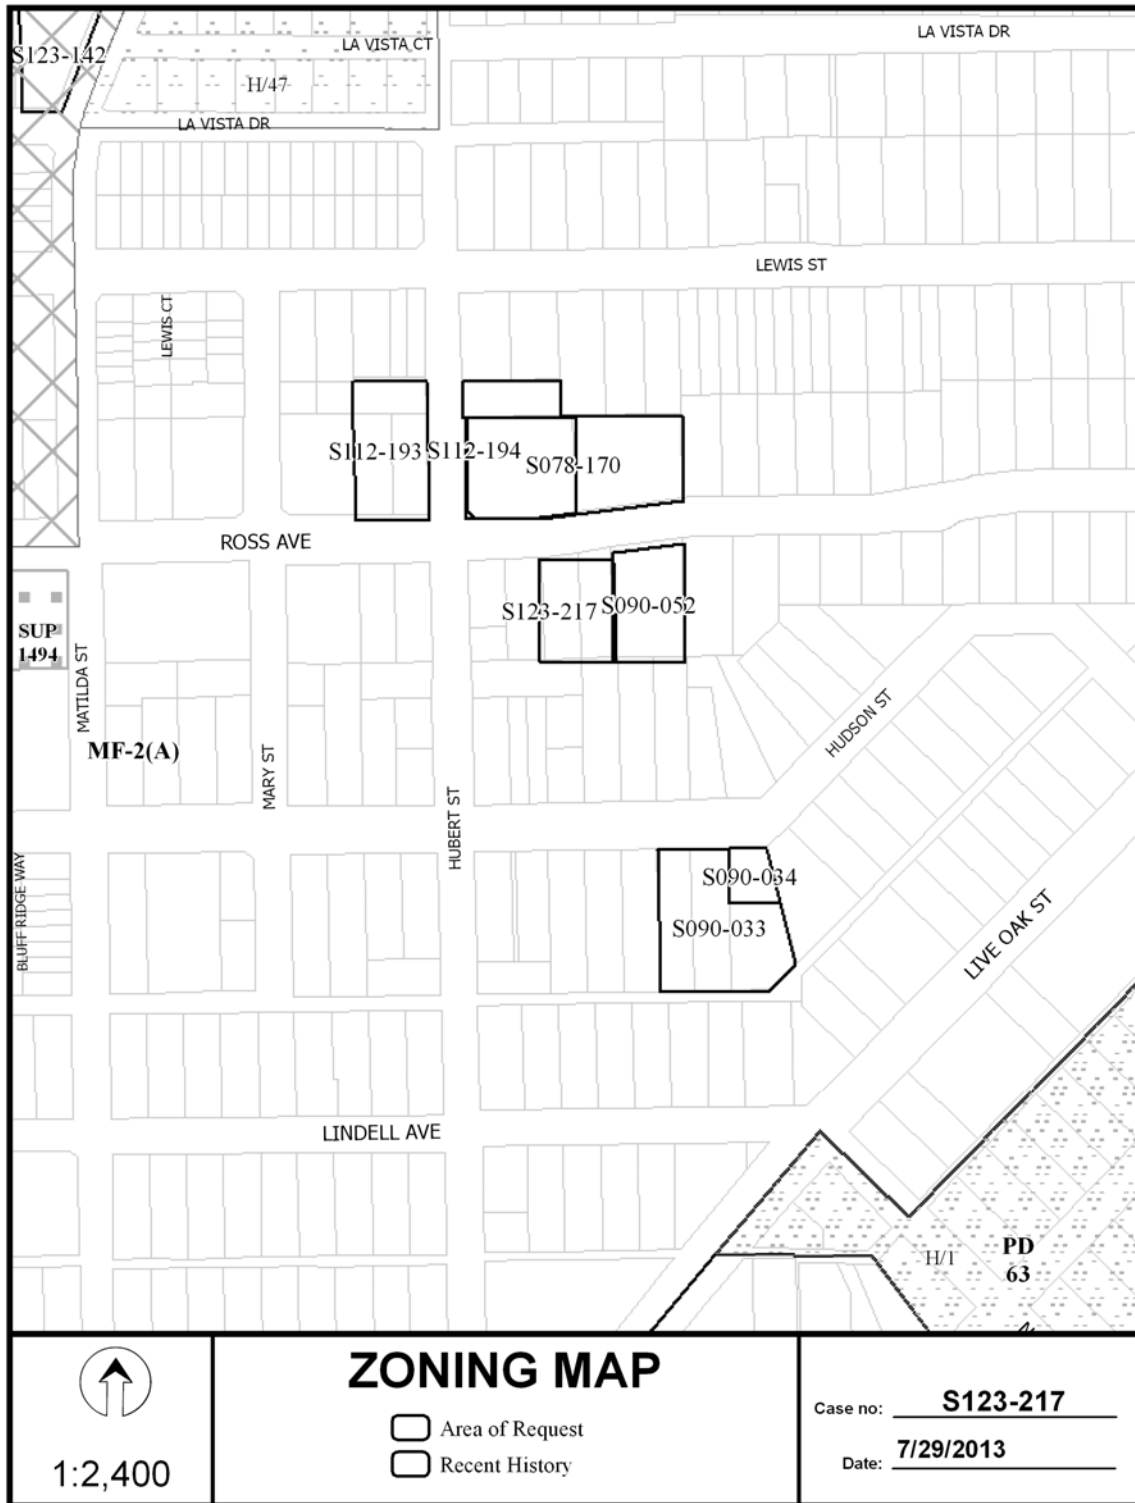 LA VISTA DR
LA VISTA CT
S123-142
H/47
LA VISTA DR
LEWIS ST
LEWIS CT
S112-193
S112-194
S078-170
ROSS AVE
S123-217
S090-052
SUP
1494
MATILDA ST
HUDSON ST
MF-2(A)
MARY ST
HUBERT ST
BLUFF RIDGE WAY
S090-034
S090-033
LIVE OAK ST
LINDELL AVE
H/1
PD
63
ZONING MAP
Area of Request
Recent History
1:2,400
Case no: S123-217
Date: 7/29/2013